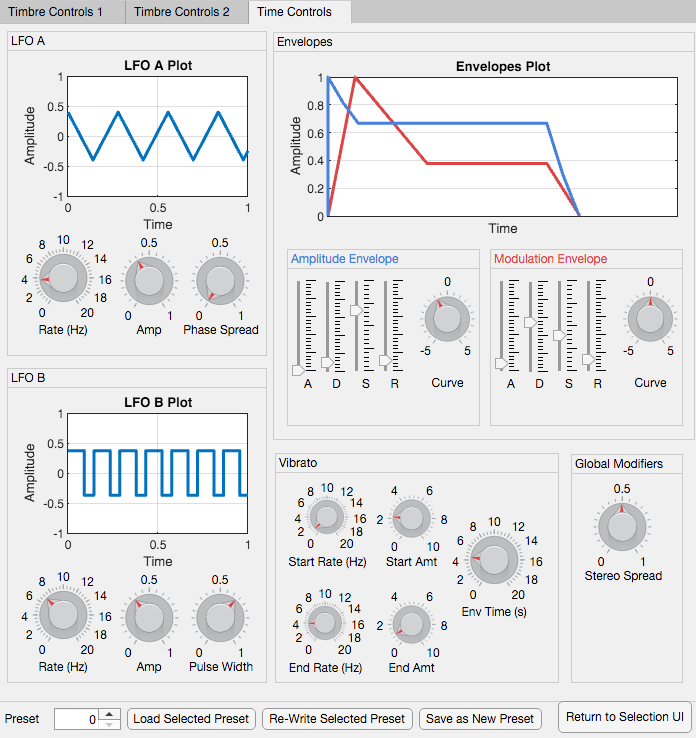 Timbre Controls 1
Timbre Controls 2
Time Controls
LFO A
LFO A Plot
1
0.5
0
-0.5
-1
Amplitude
0 0.5 1
Time
0 2 4 6 8 10 12 14 16 18 20
Rate (Hz)
0 0.5 1
Amp
0 0.5 1
Phase Spread
LFO B
LFO B Plot
1
0.5
0
-0.5
-1
Amplitude
0 0.5 1
Time
0 2 4 6 8 10 12 14 16 18 20
Rate (Hz)
0 0.5 1
Amp
0 0.5 1
Pulse Width
Envelopes
Envelopes Plot
1
0.8
0.6
0.4
0.2
0
Amplitude
Time
Amplitude Envelope
A D S R
-5 0 5
Curve
Modulation Envelope
A D S R
-5 0 5
Curve
Vibrato
0 2 4 6 8 10 12 14 16 20
Start Rate (Hz)
0 2 4 6 8 10
Start Amt
0 2 4 6 8 10 12 14 16 20
End Rate (Hz)
0 2 4 6 8 10
End Amt
0 2 4 6 8 10 12 14 16 18 20
Env Time (s)
Global Modifiers
0 0.5 1
Stereo Spread
Preset
0
Load Selected Preset
Re-Write Selected Preset
Save as New Preset
Return to Selection UI